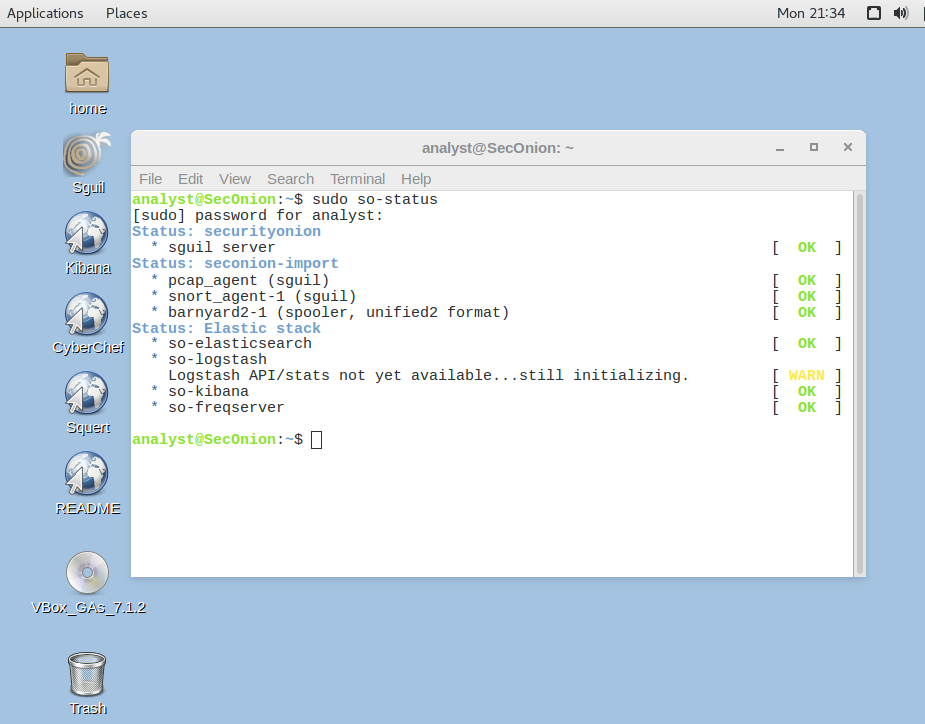 Applications Places Mon 21:34
home
Sguil
Kibana
CyberChef
Squert
README
VBox_GAs_7.1.2
Trash
analyst@SecOnion: ~
File Edit View Search Terminal Help
analyst@SecOnion:~$ sudo so-status
[sudo] password for analyst:
Status: securityonion
  * sguil server                                                       [  OK  ]
Status: seconion-import
  * pcap_agent (sguil)                                                 [  OK  ]
  * snort_agent-1 (sguil)                                              [  OK  ]
  * barnyard2-1 (spooler, unified2 format)                             [  OK  ]
Status: Elastic stack
  * so-elasticsearch                                                   [  OK  ]
  * so-logstash
    Logstash API/stats not yet available...still initializing.         [ WARN ]
  * so-kibana                                                          [  OK  ]
  * so-freqserver                                                      [  OK  ]
analyst@SecOnion:~$